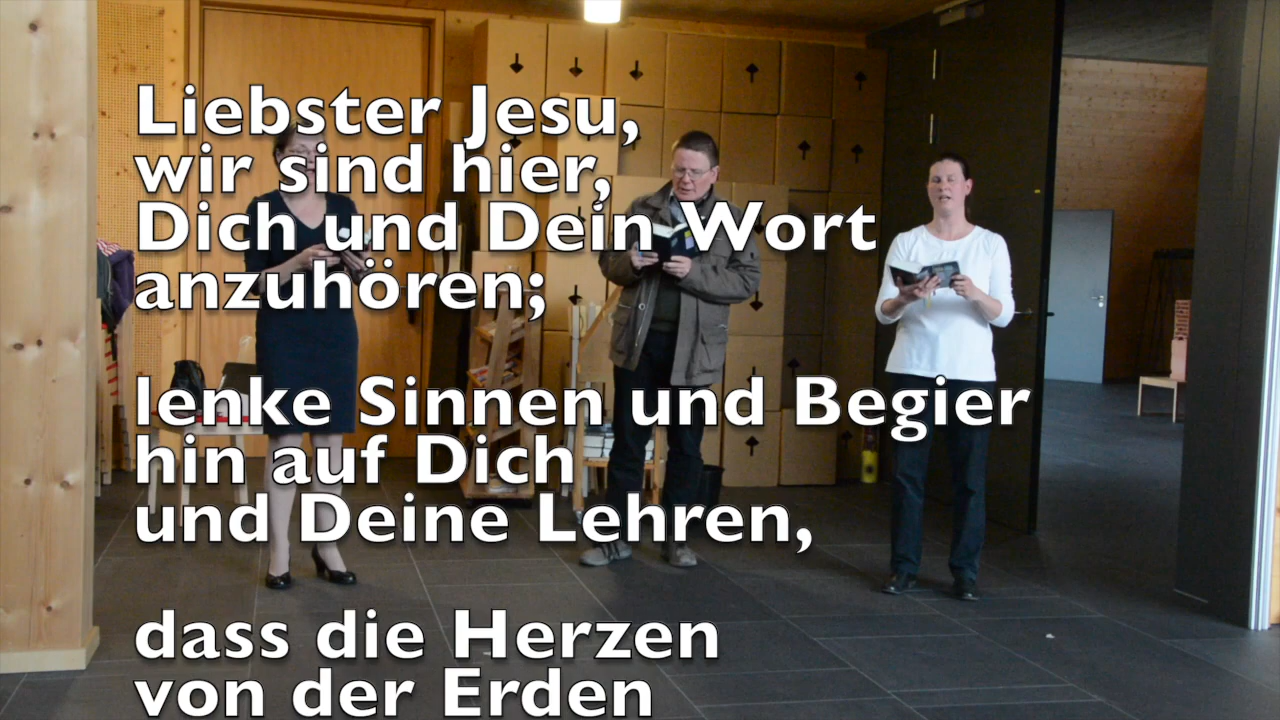 Liebster Jesu,
wir sind hier,
Dich und Dein Wort
anzuhören;
lenke Sinnen und Begier
hin auf Dich
und Deine Lehren,
dass die Herzen
von der Erden